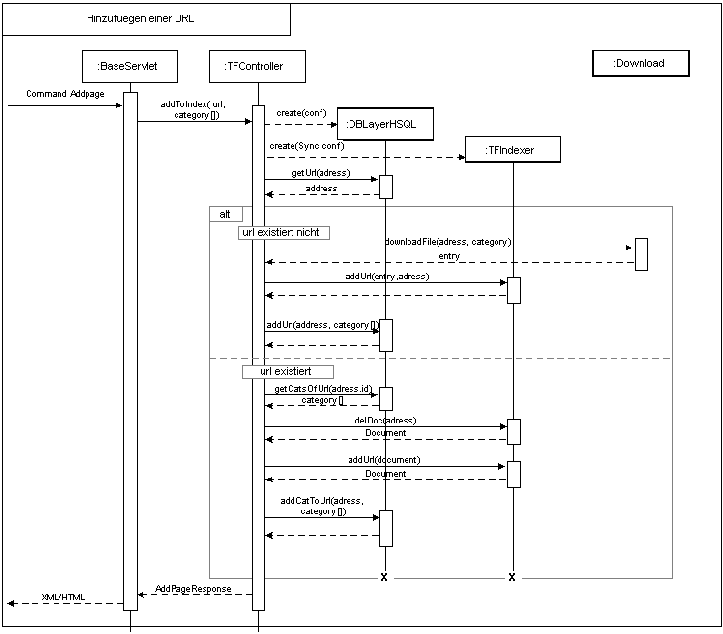 Hinzufuegen einer URL
:BaseServlet
:TFController
:Download
Command Addpage
addToIndex( url,
category[])
create(conf)
:DBLayerHSQL
create(Sync conf)
:TFIndexer
getUrl(adress)
address
alt
url existiert nicht
downloadFile(adress, category)
entry
addUrl(entry,adress)
addUrl(address, category[])
url existiert
getCatsOfUrl(adress.id)
category[]
delDoc(adress)
Document
addUrl(document)
Document
addCatToUrl(adress,
category[])
X
X
AddPageResponse
XML/HTML